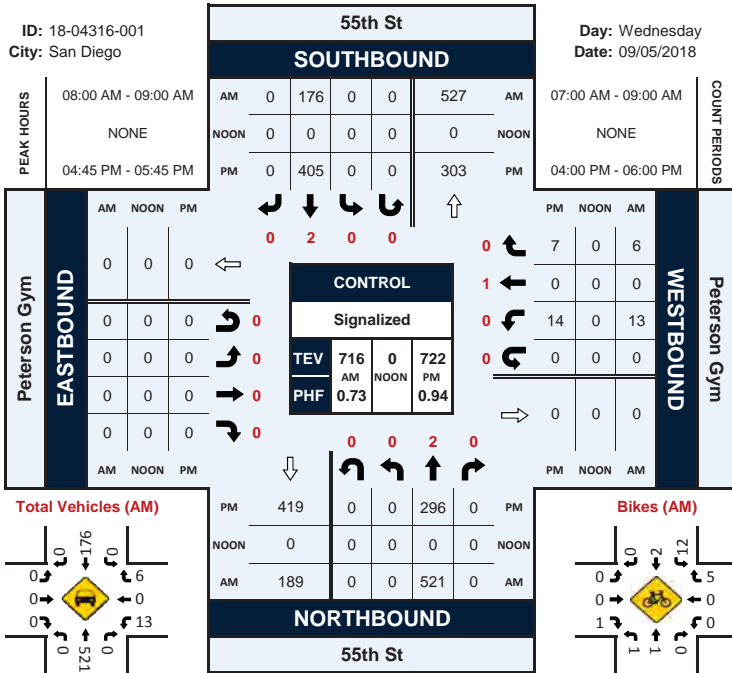 ID: 18-04316-001
City: San Diego
55th St
SOUTHBOUND
Day: Wednesday
Date: 09/05/2018
PEAK HOURS
08:00 AM - 09:00 AM
NONE
04:45 PM - 05:45 PM
AM 0 176 0 0 527 AM
NOON 0 0 0 0 0 NOON
PM 0 405 0 0 303 PM
07:00 AM - 09:00 AM
NONE
04:00 PM - 06:00 PM
COUNT PERIODS
0 2 0 0
Peterson Gym
EASTBOUND
AM NOON PM
0 0 0
0 0 0 0
0 0 0 0
0 0 0 0
0 0 0 0
AM NOON PM
CONTROL
Signalized
TEV 716 0 722
AM NOON PM
PHF 0.73 0.94
PM NOON AM
0 7 0 6
1 0 0 0
0 14 0 13
0 0 0 0
0 0 0
PM NOON AM
WESTBOUND
Peterson Gym
0 0 2 0
PM 419 0 0 296 0 PM
NOON 0 0 0 0 0 NOON
AM 189 0 0 521 0 AM
NORTHBOUND
55th St
Total Vehicles (AM)
0 176 0
0 6
0 0
0 13
0 521 0
Bikes (AM)
0 2 12
0 5
0 0
1 0
1 1 0